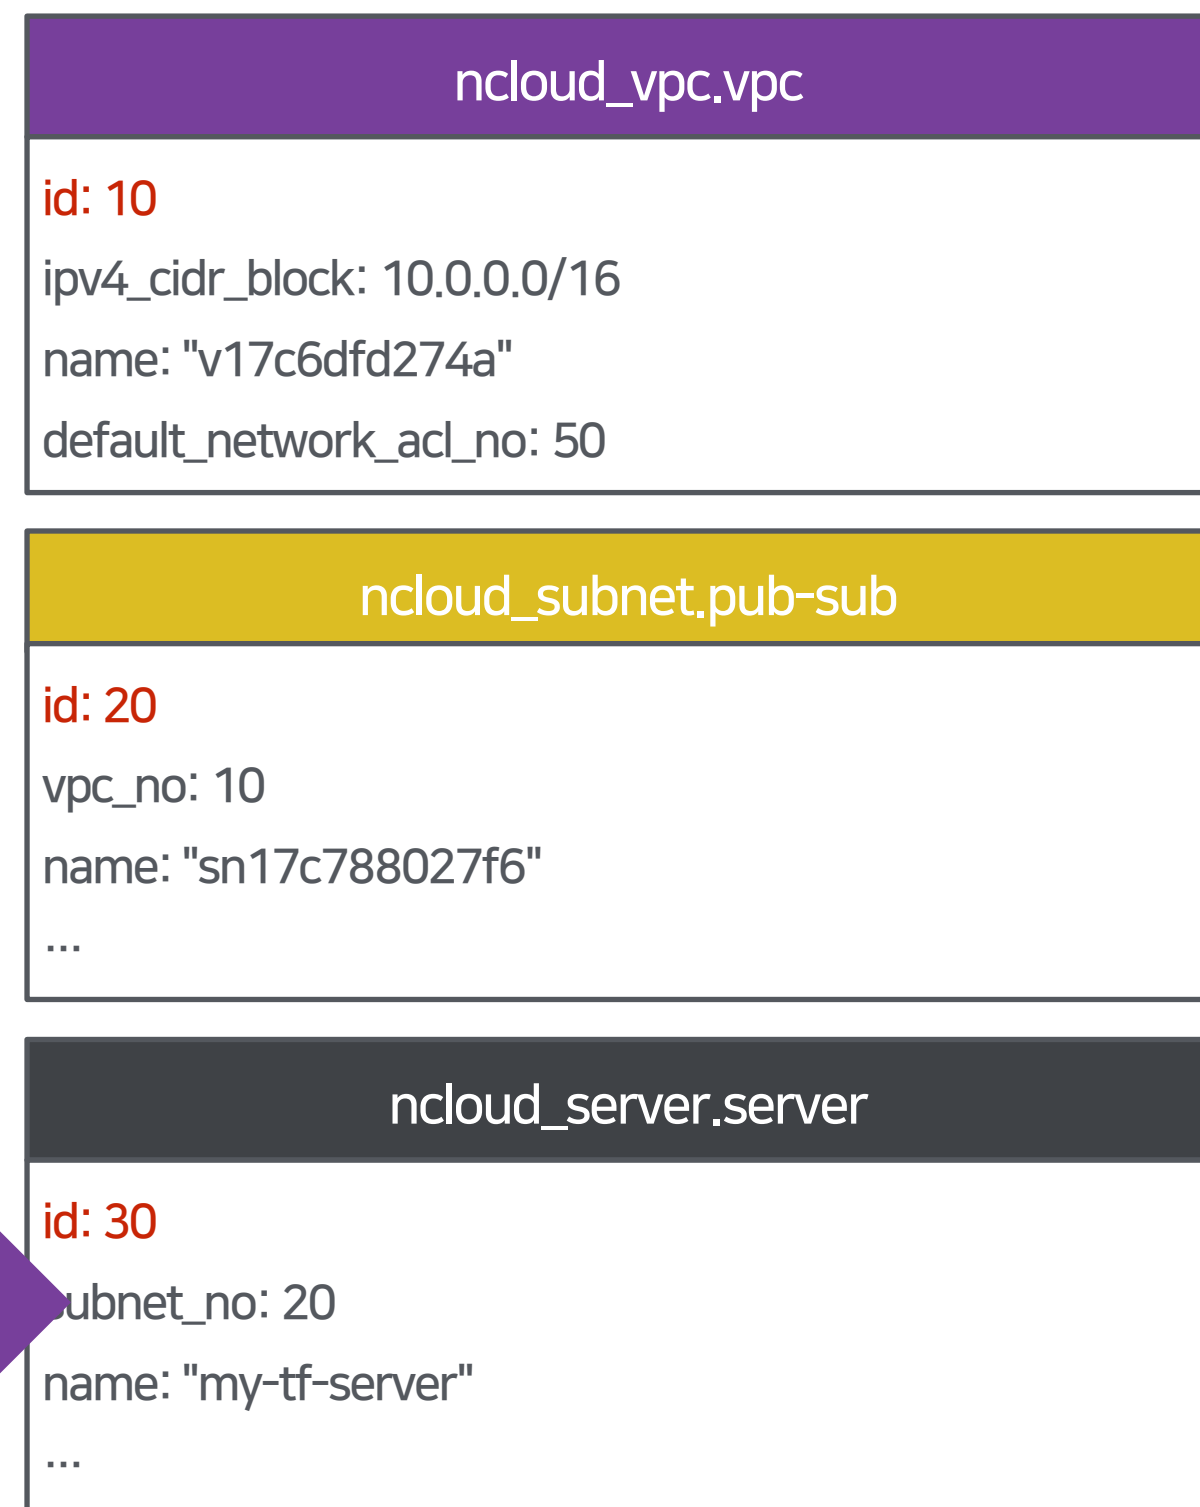 ncloud_vpc.vpc
id: 10
ipv4_cidr_block: 10.0.0.0/16
name: "v17c6dfd274a"
default_network_acl_no: 50
ncloud_subnet.pub-sub
id: 20
vpc_no: 10
name: "sn17c788027f6"
...
ncloud_server.server
id: 30
subnet_no: 20
name: "my-tf-server"
...